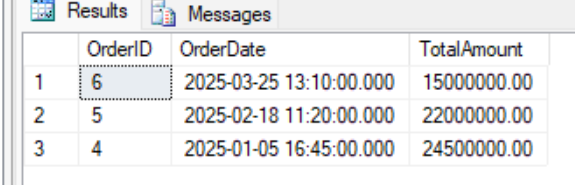 Results Messages
OrderID OrderDate TotalAmount
1 6 2025-03-25 13:10:00.000 15000000.00
2 5 2025-02-18 11:20:00.000 22000000.00
3 4 2025-01-05 16:45:00.000 24500000.00